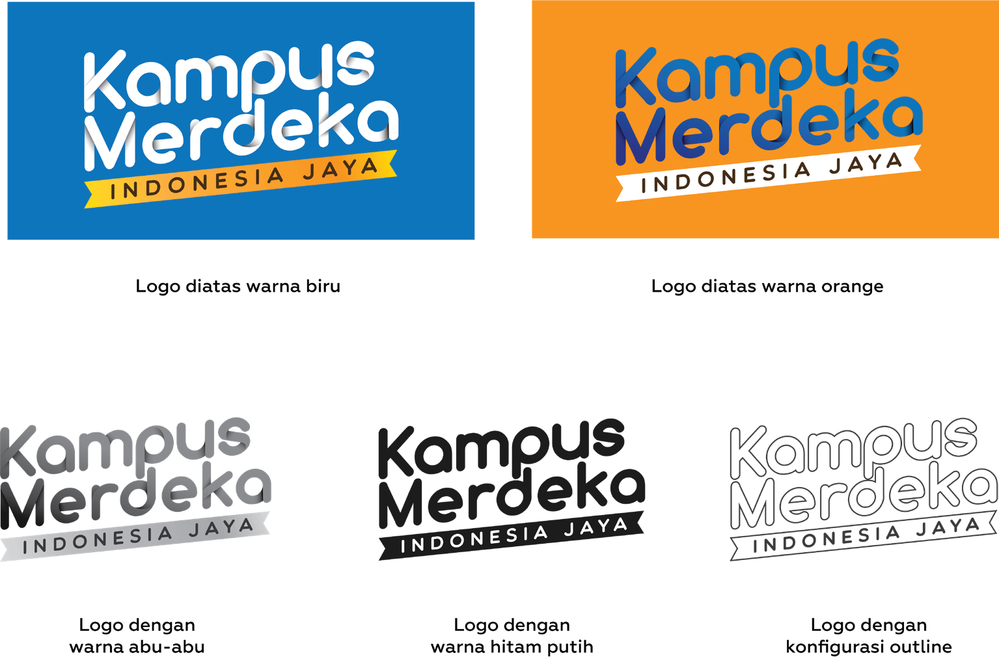 Kampus
Merdeka
INDONESIA JAYA
Kampus
Merdeka
INDONESIA JAYA
Logo diatas warna biru
Logo diatas warna orange
Kampus
Merdeka
INDONESIA JAYA
Kampus
Merdeka
INDONESIA JAYA
Kampus
Merdeka
INDONESIA JAYA
Logo dengan
warna abu-abu
Logo dengan
warna hitam putih
Logo dengan
konfigurasi outline